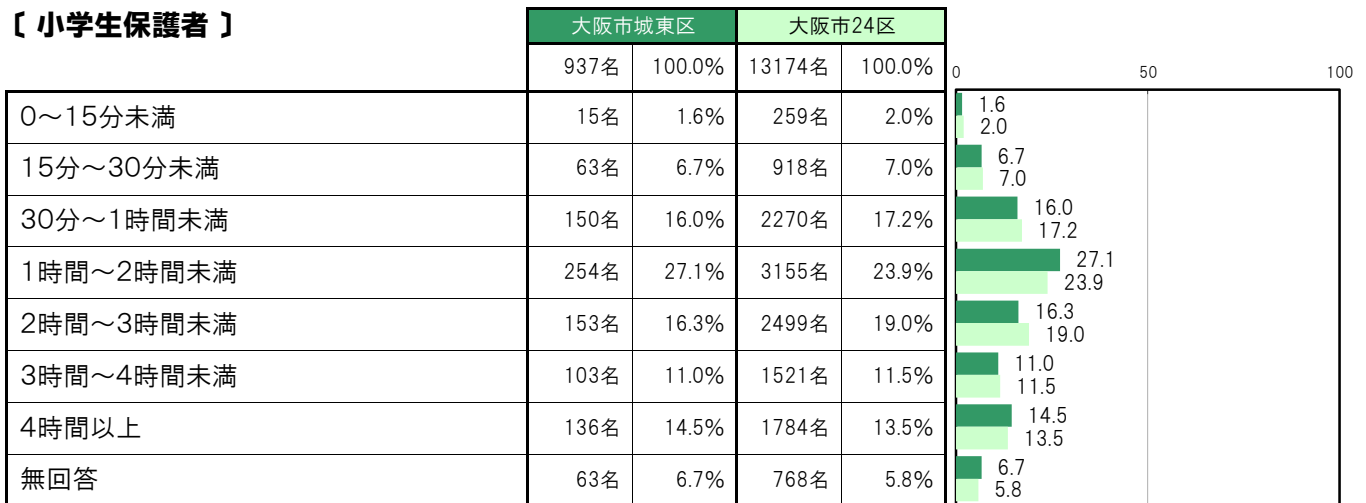 〔 小学生保護者 〕
大阪市城東区 大阪市24区
937名 100.0% 13174名 100.0%
0 50 100
0～15分未満 15名 1.6% 259名 2.0% 1.6
2.0
15分～30分未満 63名 6.7% 918名 7.0% 6.7
7.0
30分～1時間未満 150名 16.0% 2270名 17.2% 16.0
17.2
1時間～2時間未満 254名 27.1% 3155名 23.9% 27.1
23.9
2時間～3時間未満 153名 16.3% 2499名 19.0% 16.3
19.0
3時間～4時間未満 103名 11.0% 1521名 11.5% 11.0
11.5
4時間以上 136名 14.5% 1784名 13.5% 14.5
13.5
無回答 63名 6.7% 768名 5.8% 6.7
5.8